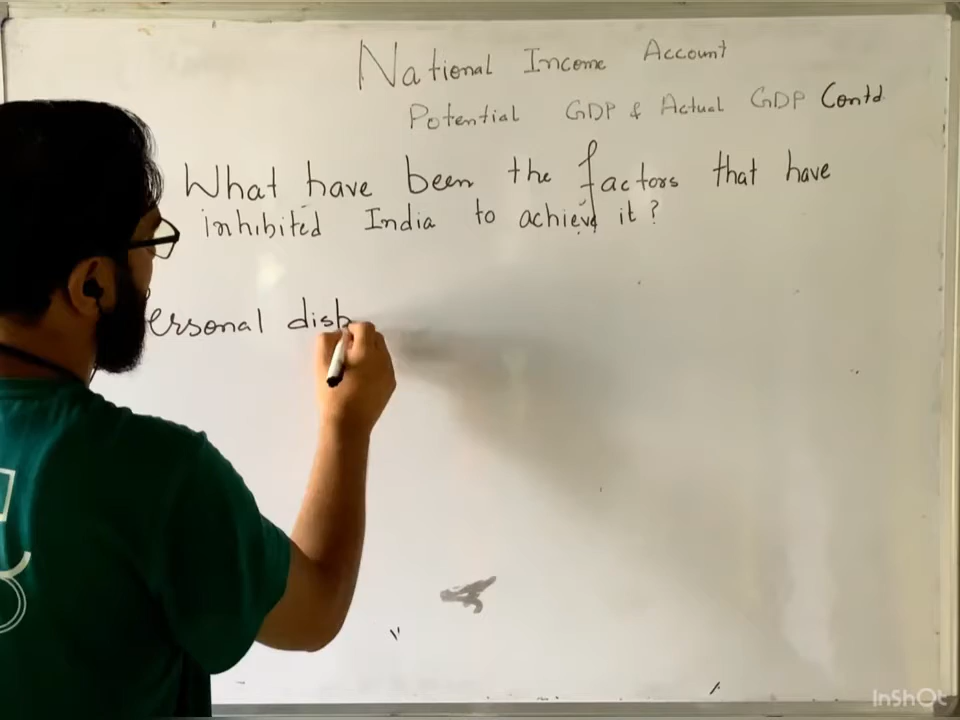 National Income Account
Potential GDP & Actual GDP Contd
What have been the factors that have
inhibited India to achieve it?
ersonal disp
InShOt